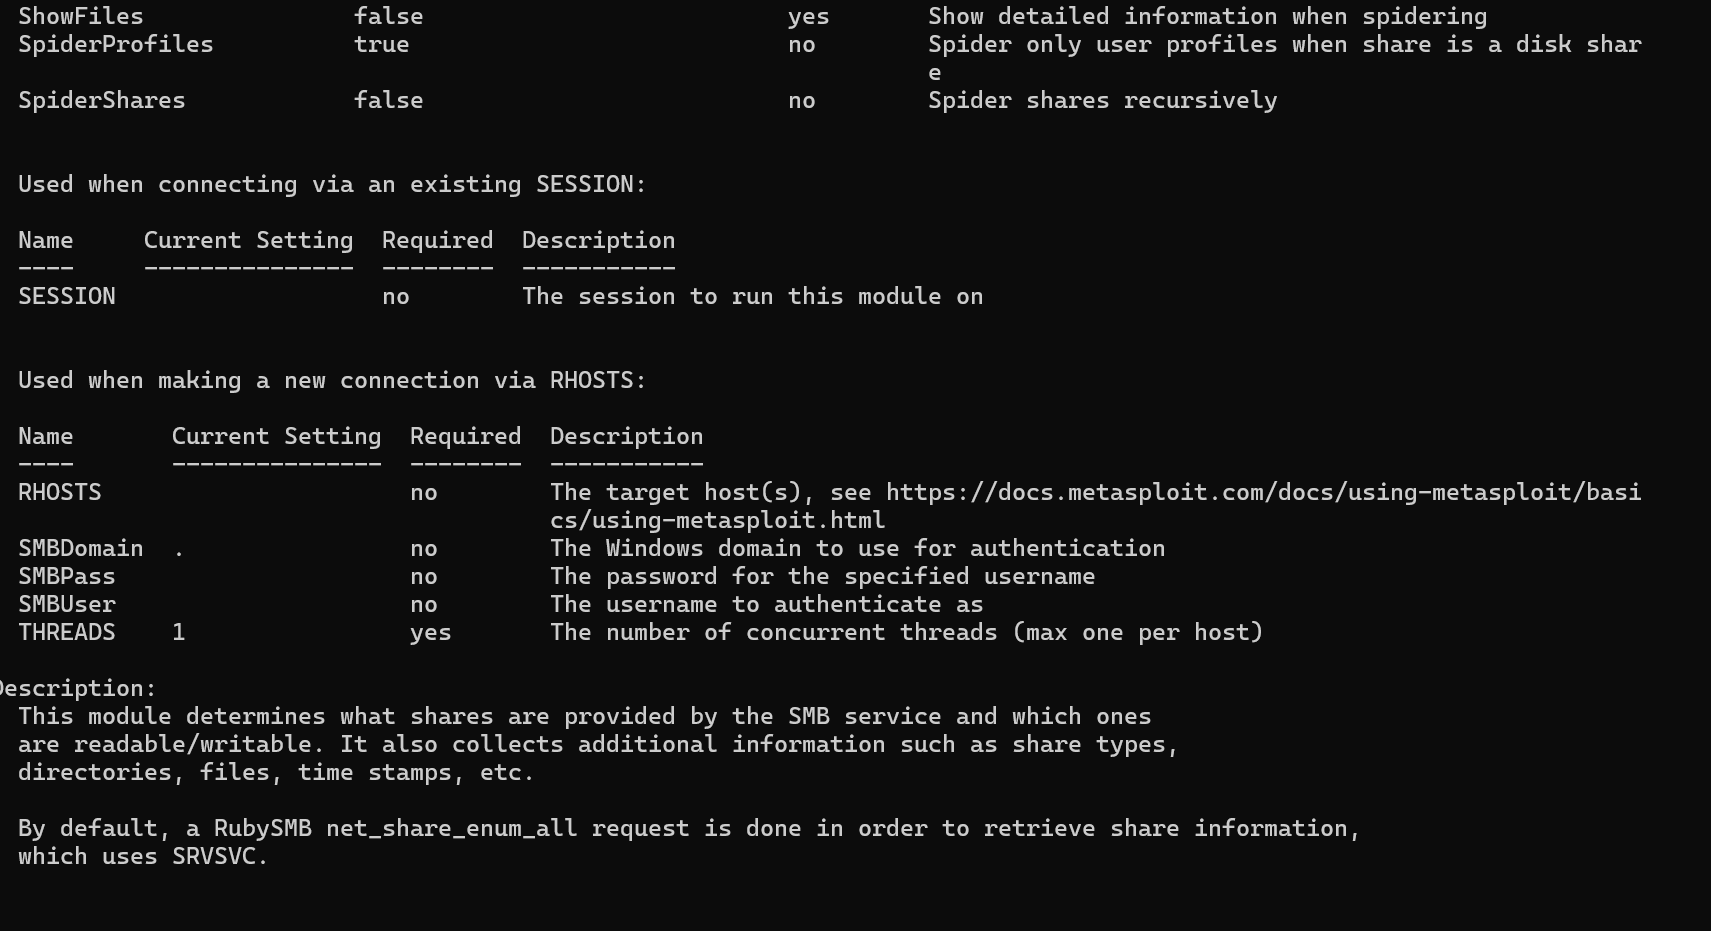 ShowFiles false yes Show detailed information when spidering
SpiderProfiles true no Spider only user profiles when share is a disk shar
e
SpiderShares false no Spider shares recursively
Used when connecting via an existing SESSION:
Name Current Setting Required Description
---- --------------- -------- -----------
SESSION no The session to run this module on
Used when making a new connection via RHOSTS:
Name Current Setting Required Description
---- --------------- -------- -----------
RHOSTS no The target host(s), see https://docs.metasploit.com/docs/using-metasploit/basi
cs/using-metasploit.html
SMBDomain . no The Windows domain to use for authentication
SMBPass no The password for the specified username
SMBUser no The username to authenticate as
THREADS 1 yes The number of concurrent threads (max one per host)
Description:
This module determines what shares are provided by the SMB service and which ones
are readable/writable. It also collects additional information such as share types,
directories, files, time stamps, etc.
By default, a RubySMB net_share_enum_all request is done in order to retrieve share information,
which uses SRVSVC.